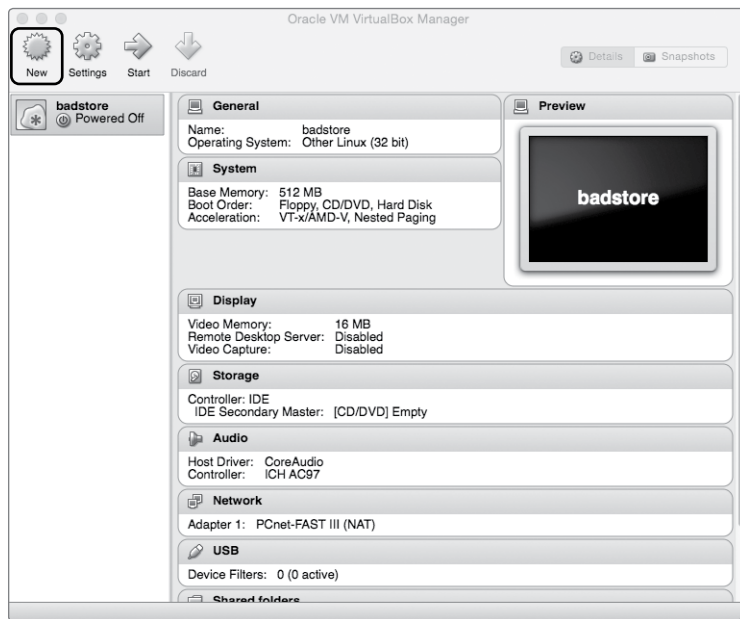 Oracle VM VirtualBox Manager
New Settings Start Discard
Details Snapshots
badstore
Powered Off
General
Name: badstore
Operating System: Other Linux (32 bit)
System
Base Memory: 512 MB
Boot Order: Floppy, CD/DVD, Hard Disk
Acceleration: VT-x/AMD-V, Nested Paging
Preview
badstore
Display
Video Memory: 16 MB
Remote Desktop Server: Disabled
Video Capture: Disabled
Storage
Controller: IDE
IDE Secondary Master: [CD/DVD] Empty
Audio
Host Driver: CoreAudio
Controller: ICH AC97
Network
Adapter 1: PCnet-FAST III (NAT)
USB
Device Filters: 0 (0 active)
Shared folders